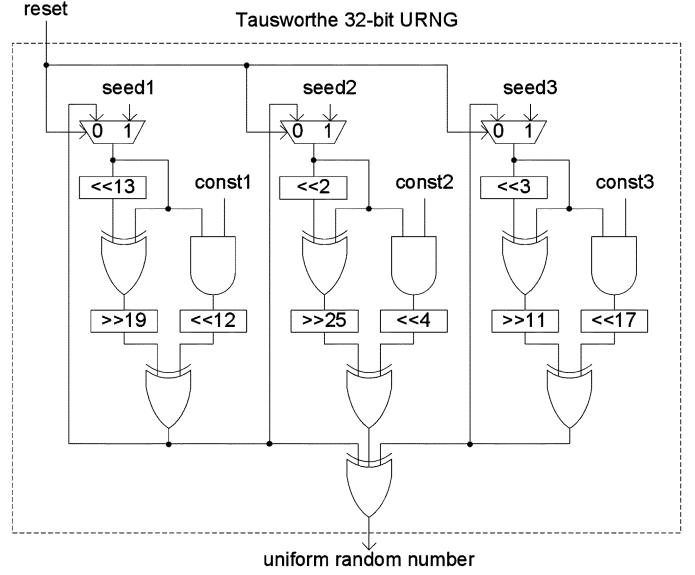 reset
Tausworthe 32-bit URNG
seed1 seed2 seed3
0 1 0 1 0 1
<<13 const1 <<2 const2 <<3 const3
>>19 <<12 >>25 <<4 >>11 <<17
uniform random number